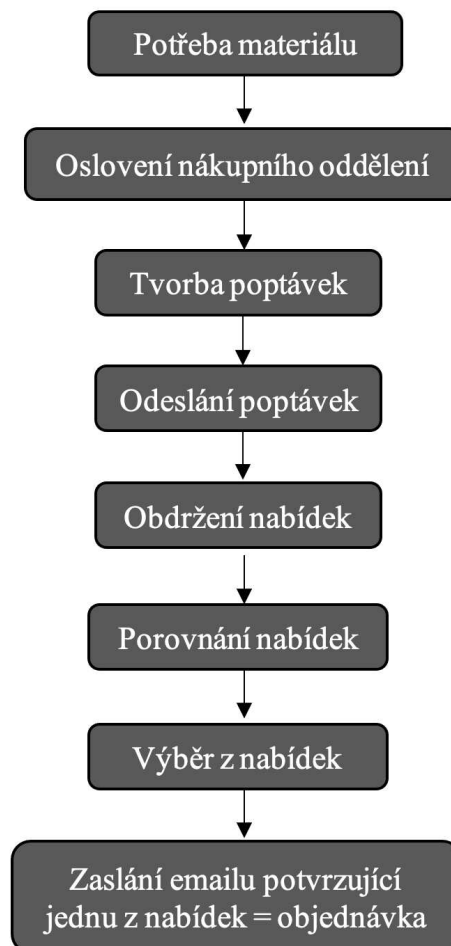 Potřeba materiálu
Oslovení nákupního oddělení
Tvorba poptávek
Odeslání poptávek
Obdržení nabídek
Porovnání nabídek
Výběr z nabídek
Zaslání emailu potvrzující
jednu z nabídek = objednávka